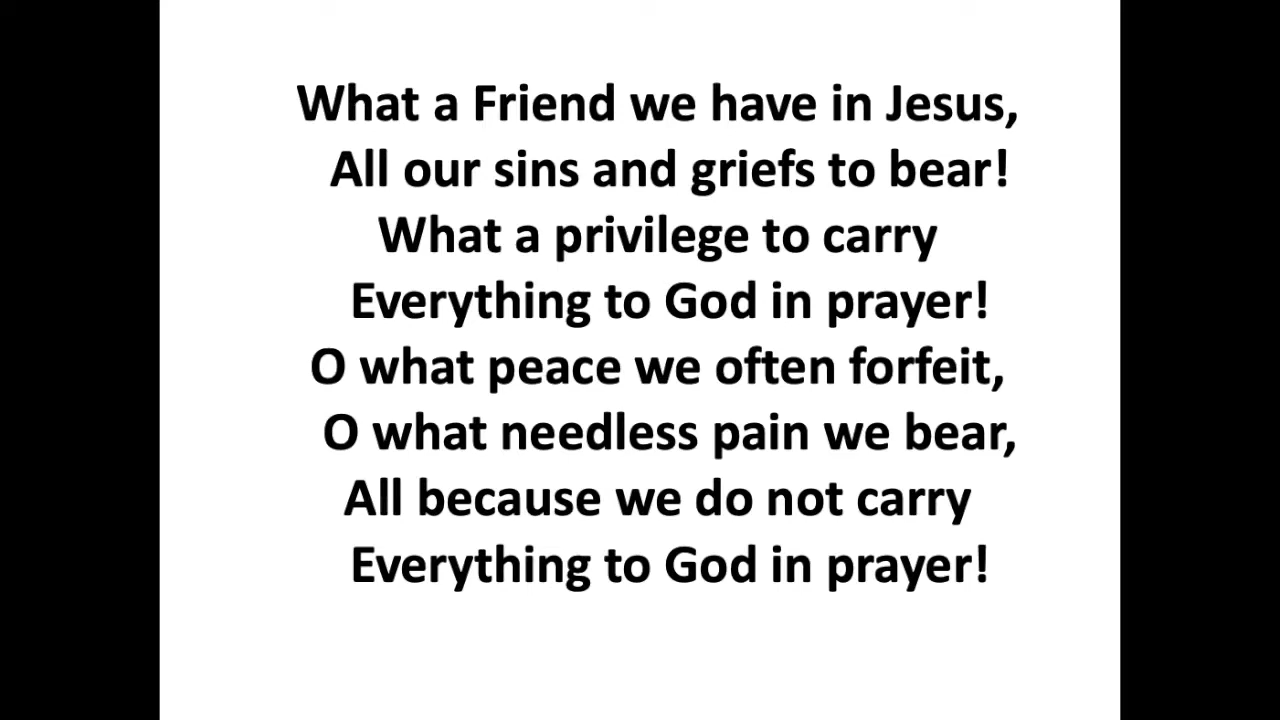 What a Friend we have in Jesus,
All our sins and griefs to bear!
What a privilege to carry
Everything to God in prayer!
O what peace we often forfeit,
O what needless pain we bear,
All because we do not carry
Everything to God in prayer!